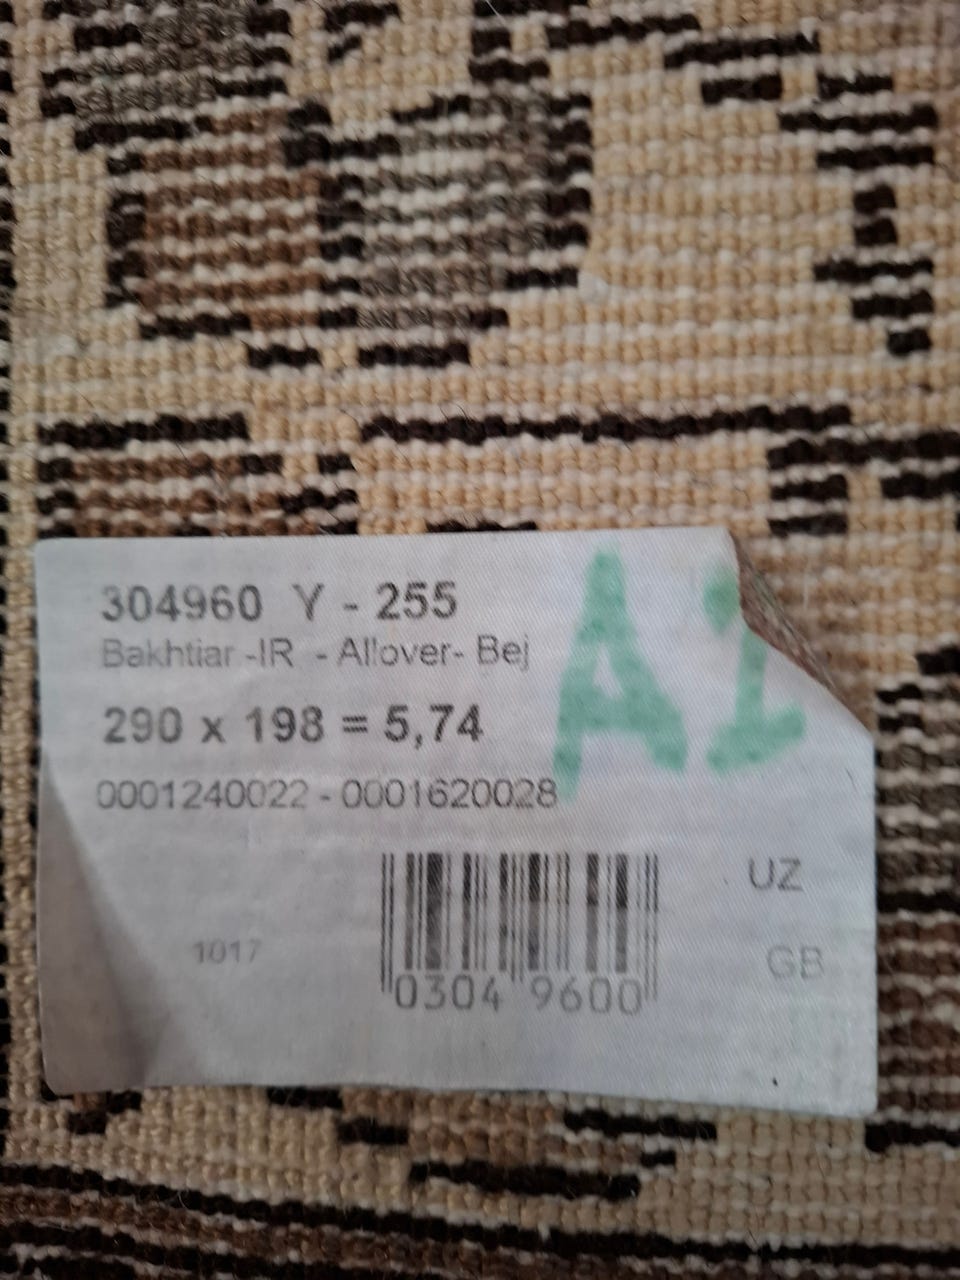 304960 Y - 255
Bakhtiar -IR - Allover- Bej
290 x 198 = 5,74
0001240022 - 0001620028
UZ
1017
GB
0304 9600